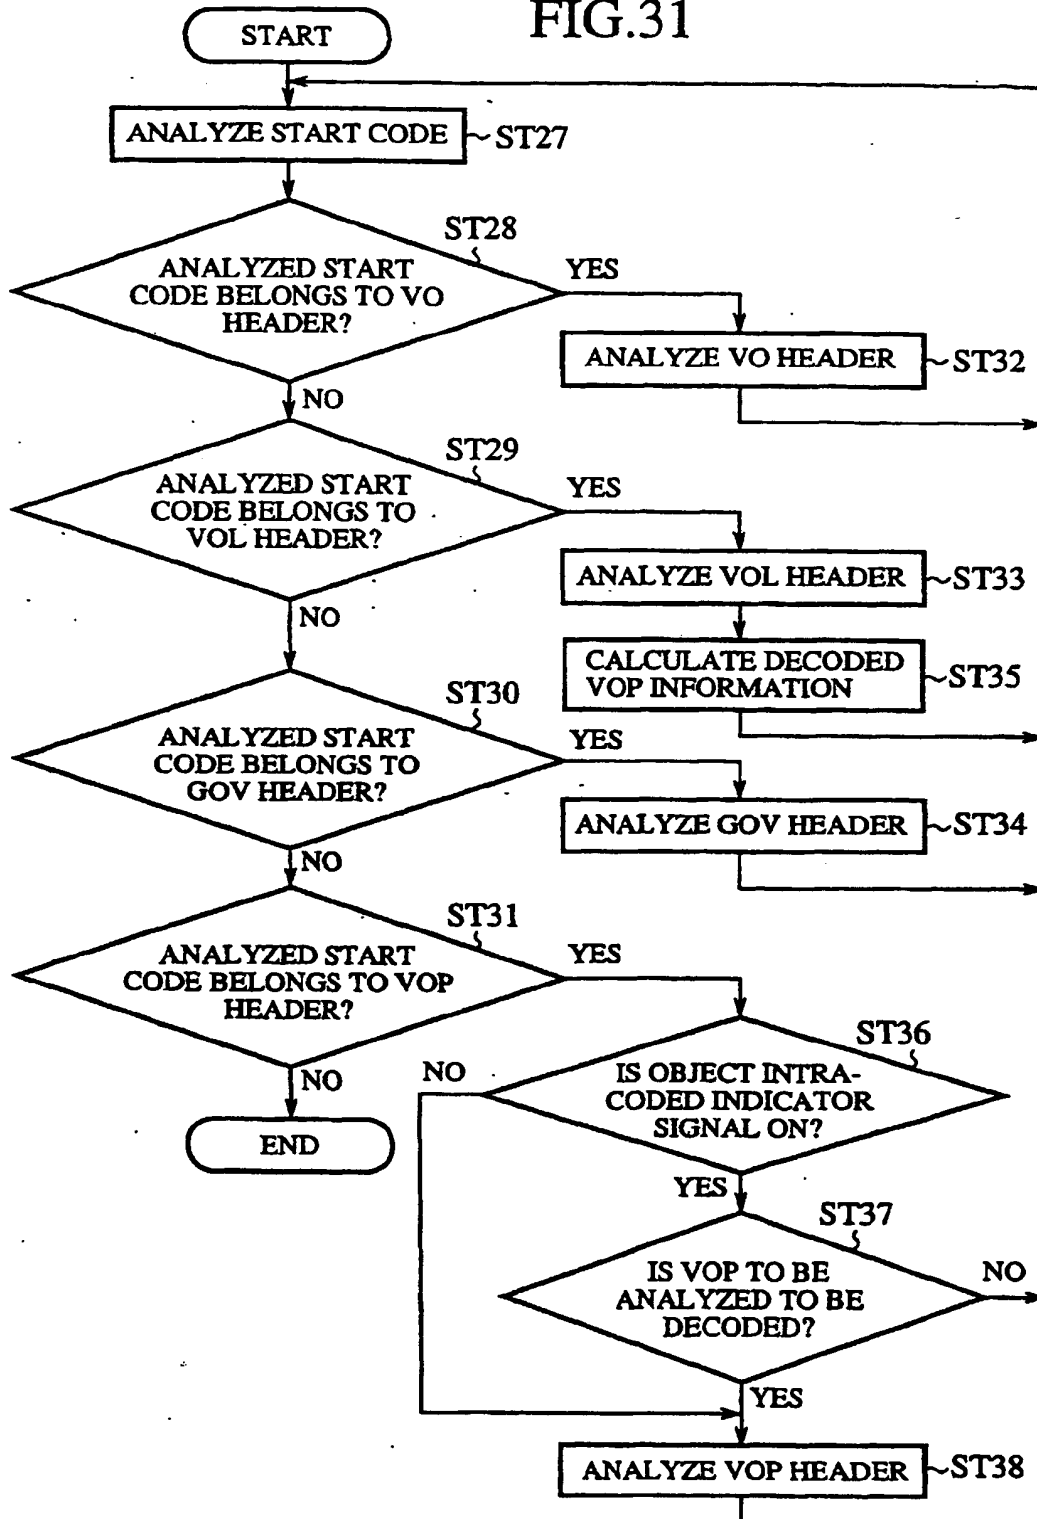 FIG.31
START
ANALYZE START CODE
ST27
ST28
ANALYZED START
CODE BELONGS TO VO
HEADER?
YES
NO
ANALYZE VO HEADER
ST32
ST29
ANALYZED START
CODE BELONGS TO
VOL HEADER?
YES
NO
ANALYZE VOL HEADER
ST33
CALCULATE DECODED
VOP INFORMATION
ST35
ST30
ANALYZED START
CODE BELONGS TO
GOV HEADER?
YES
NO
ANALYZE GOV HEADER
ST34
ST31
ANALYZED START
CODE BELONGS TO VOP
HEADER?
YES
NO
END
ST36
IS OBJECT INTRA-
CODED INDICATOR
SIGNAL ON?
NO
YES
ST37
IS VOP TO BE
ANALYZED TO BE
DECODED?
NO
YES
ANALYZE VOP HEADER
ST38